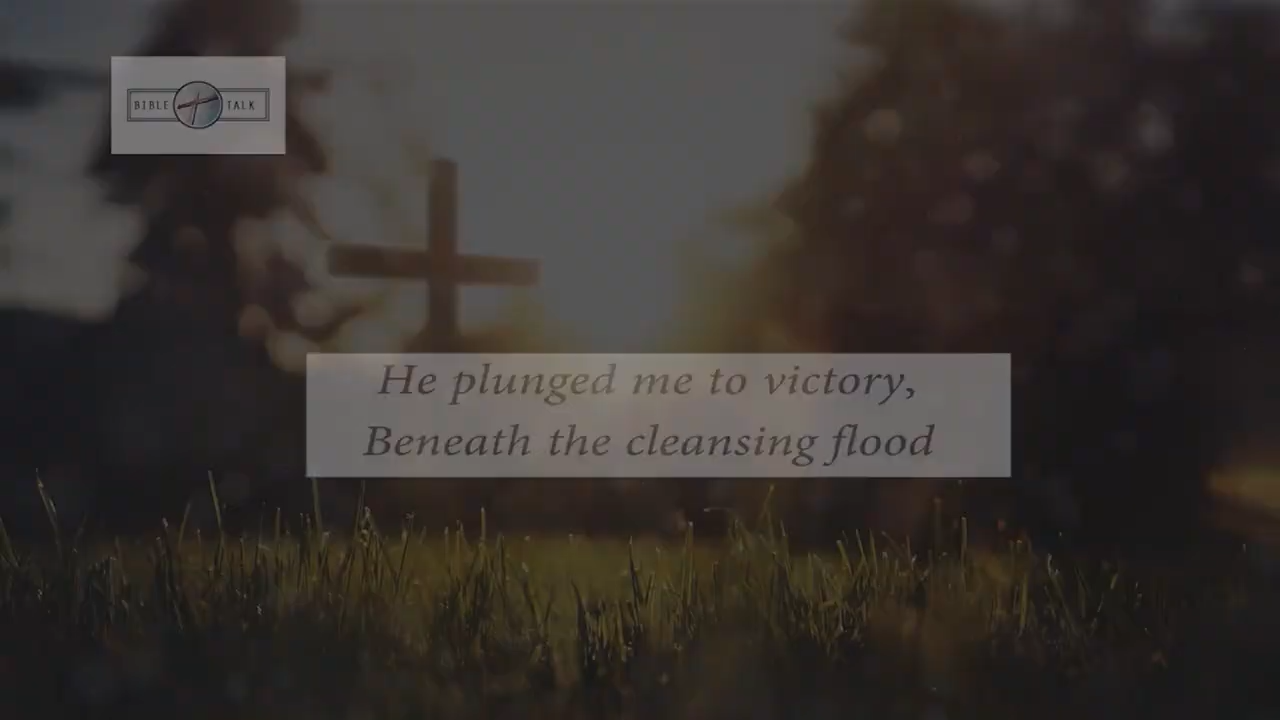 BIBLE TALK
He plunged me to victory,
Beneath the cleansing flood